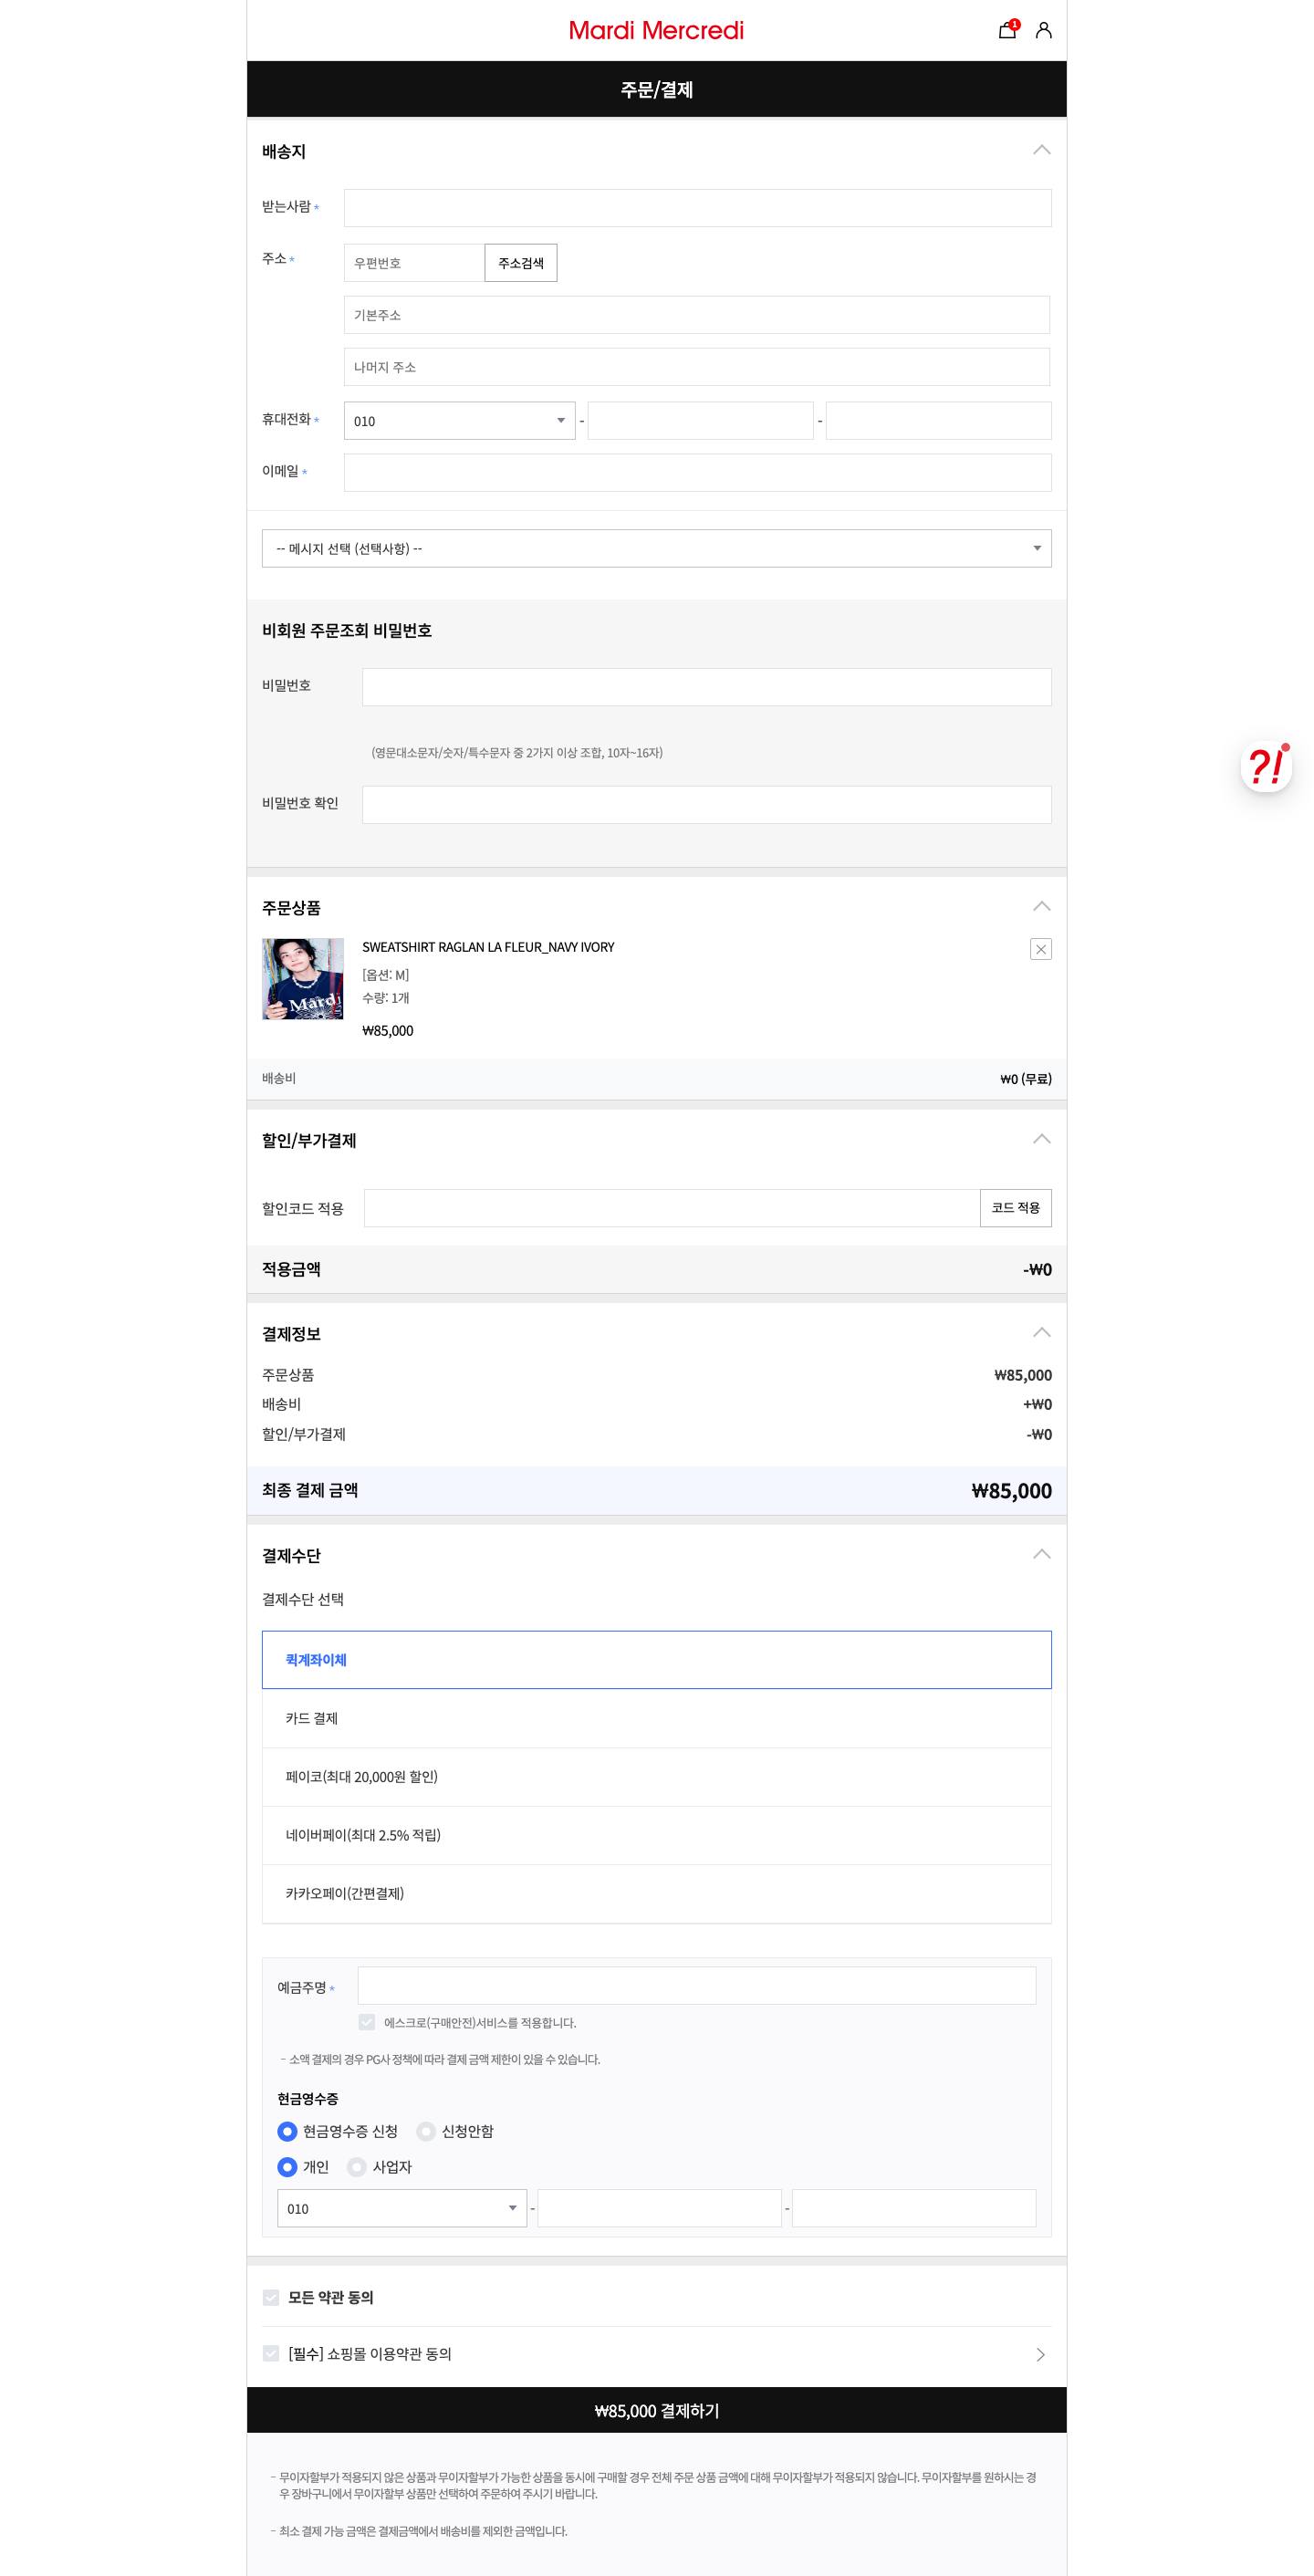 Mardi Mercredi
1
주문/결제
배송지
받는사람 *
주소 *
우편번호
주소검색
기본주소
나머지 주소
휴대전화 *
010
-
-
이메일 *
-- 메시지 선택 (선택사항) --
비회원 주문조회 비밀번호
비밀번호
(영문대소문자/숫자/특수문자 중 2가지 이상 조합, 10자~16자)
?!
비밀번호 확인
주문상품
SWEATSHIRT RAGLAN LA FLEUR_NAVY IVORY
[옵션: M]
수량: 1개
Mardi
₩85,000
배송비
₩0 (무료)
할인/부가결제
할인코드 적용
코드 적용
적용금액
-₩0
결제정보
주문상품
₩85,000
배송비
+₩0
할인/부가결제
-₩0
최종 결제 금액
₩85,000
결제수단
결제수단 선택
퀵계좌이체
카드 결제
페이코(최대 20,000원 할인)
네이버페이(최대 2.5% 적립)
카카오페이(간편결제)
예금주명 *
에스크로(구매안전)서비스를 적용합니다.
- 소액 결제의 경우 PG사 정책에 따라 결제 금액 제한이 있을 수 있습니다.
현금영수증
현금영수증 신청
신청안함
개인
사업자
010
-
-
모든 약관 동의
[필수] 쇼핑몰 이용약관 동의
₩85,000 결제하기
- 무이자할부가 적용되지 않은 상품과 무이자할부가 가능한 상품을 동시에 구매할 경우 전체 주문 상품 금액에 대해 무이자할부가 적용되지 않습니다. 무이자할부를 원하시는 경
우 장바구니에서 무이자할부 상품만 선택하여 주문하여 주시기 바랍니다.
- 최소 결제 가능 금액은 결제금액에서 배송비를 제외한 금액입니다.